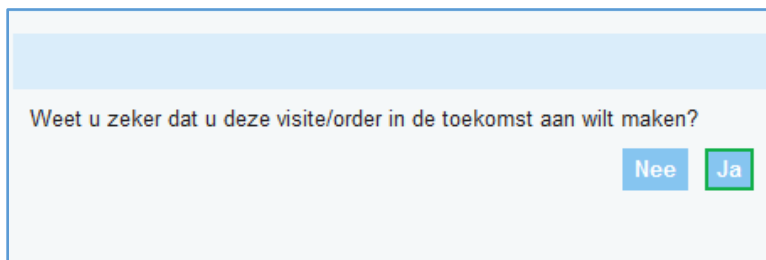 Weet u zeker dat u deze visite/order in de toekomst aan wilt maken?
Nee Ja